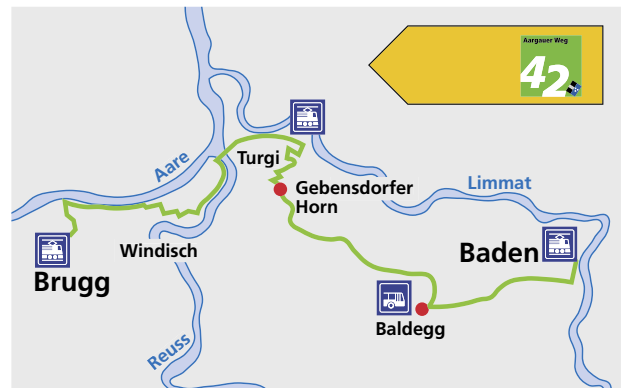 Aargauer Weg
42
Aare
Turgi
Gebensdorfer
Horn
Limmat
Windisch
Brugg
Baden
Baldegg
Reuss